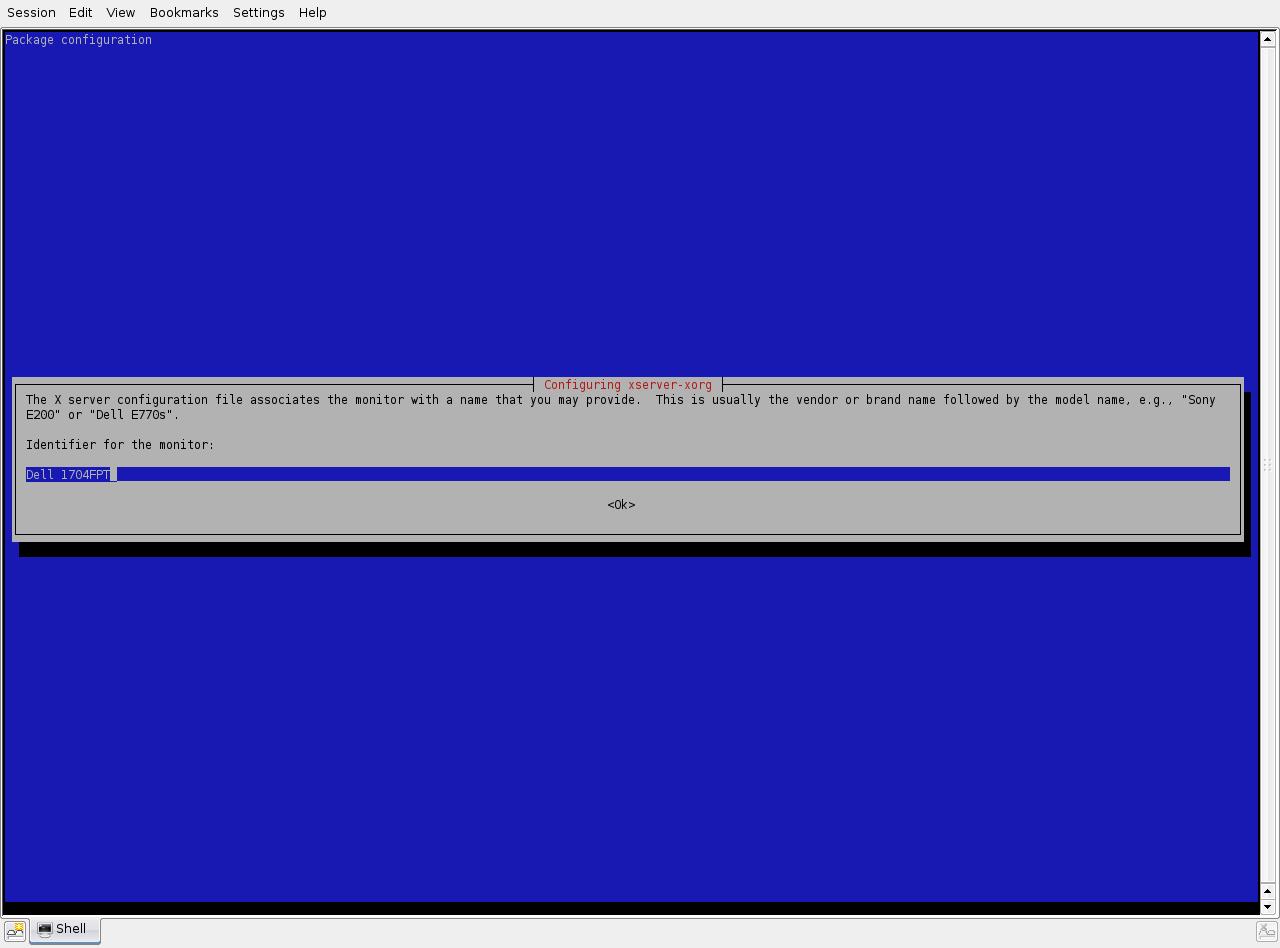 Session Edit View Bookmarks Settings Help
Package configuration
Configuring xserver-xorg
The X server configuration file associates the monitor with a name that you may provide.  This is usually the vendor or brand name followed by the model name, e.g., "Sony
E200" or "Dell E770s".
Identifier for the monitor:
Dell 1704FPT
<Ok>
Shell